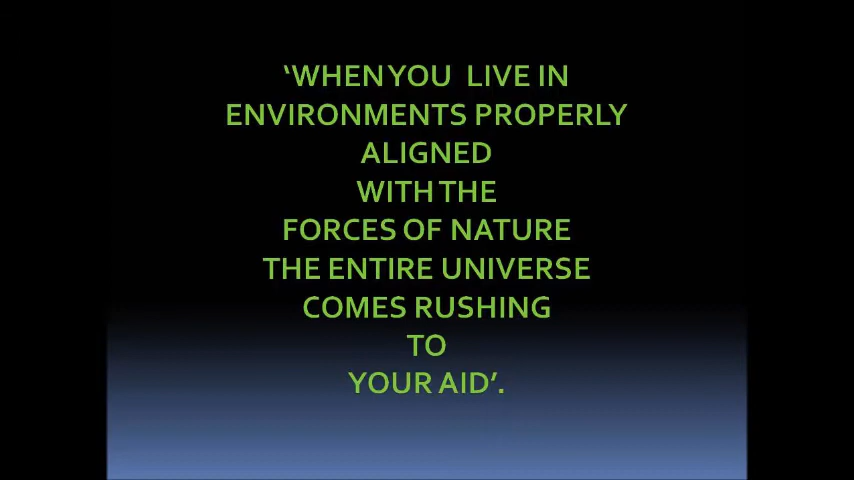 ‘WHEN YOU LIVE IN
ENVIRONMENTS PROPERLY
ALIGNED
WITH THE
FORCES OF NATURE
THE ENTIRE UNIVERSE
COMES RUSHING
TO
YOUR AID’.